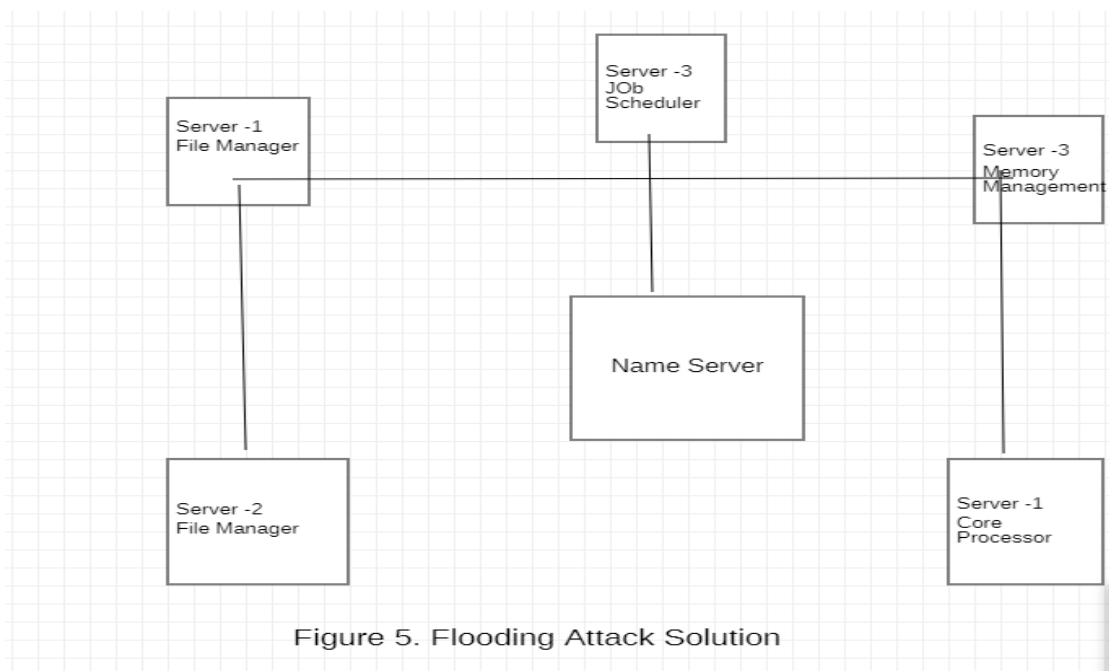 Server -3
JOb
Scheduler
Server -1
File Manager
Server -3
Memory
Management
Name Server
Server -2
File Manager
Server -1
Core
Processor
Figure 5. Flooding Attack Solution